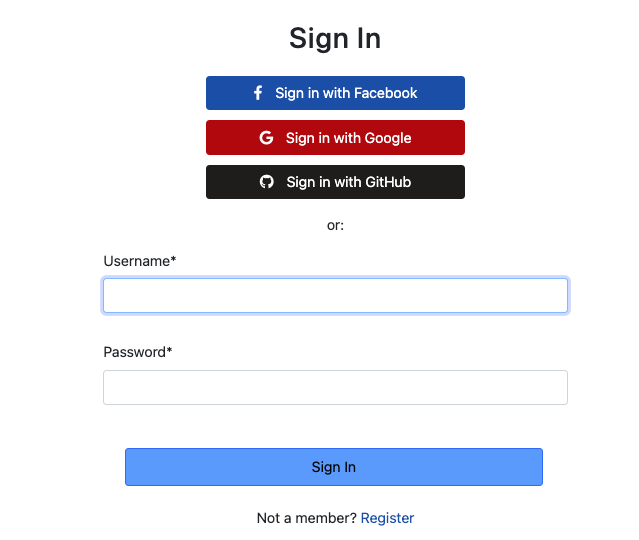 Sign In
Sign in with Facebook
Sign in with Google
Sign in with GitHub
or:
Username*
Password*
Sign In
Not a member? Register